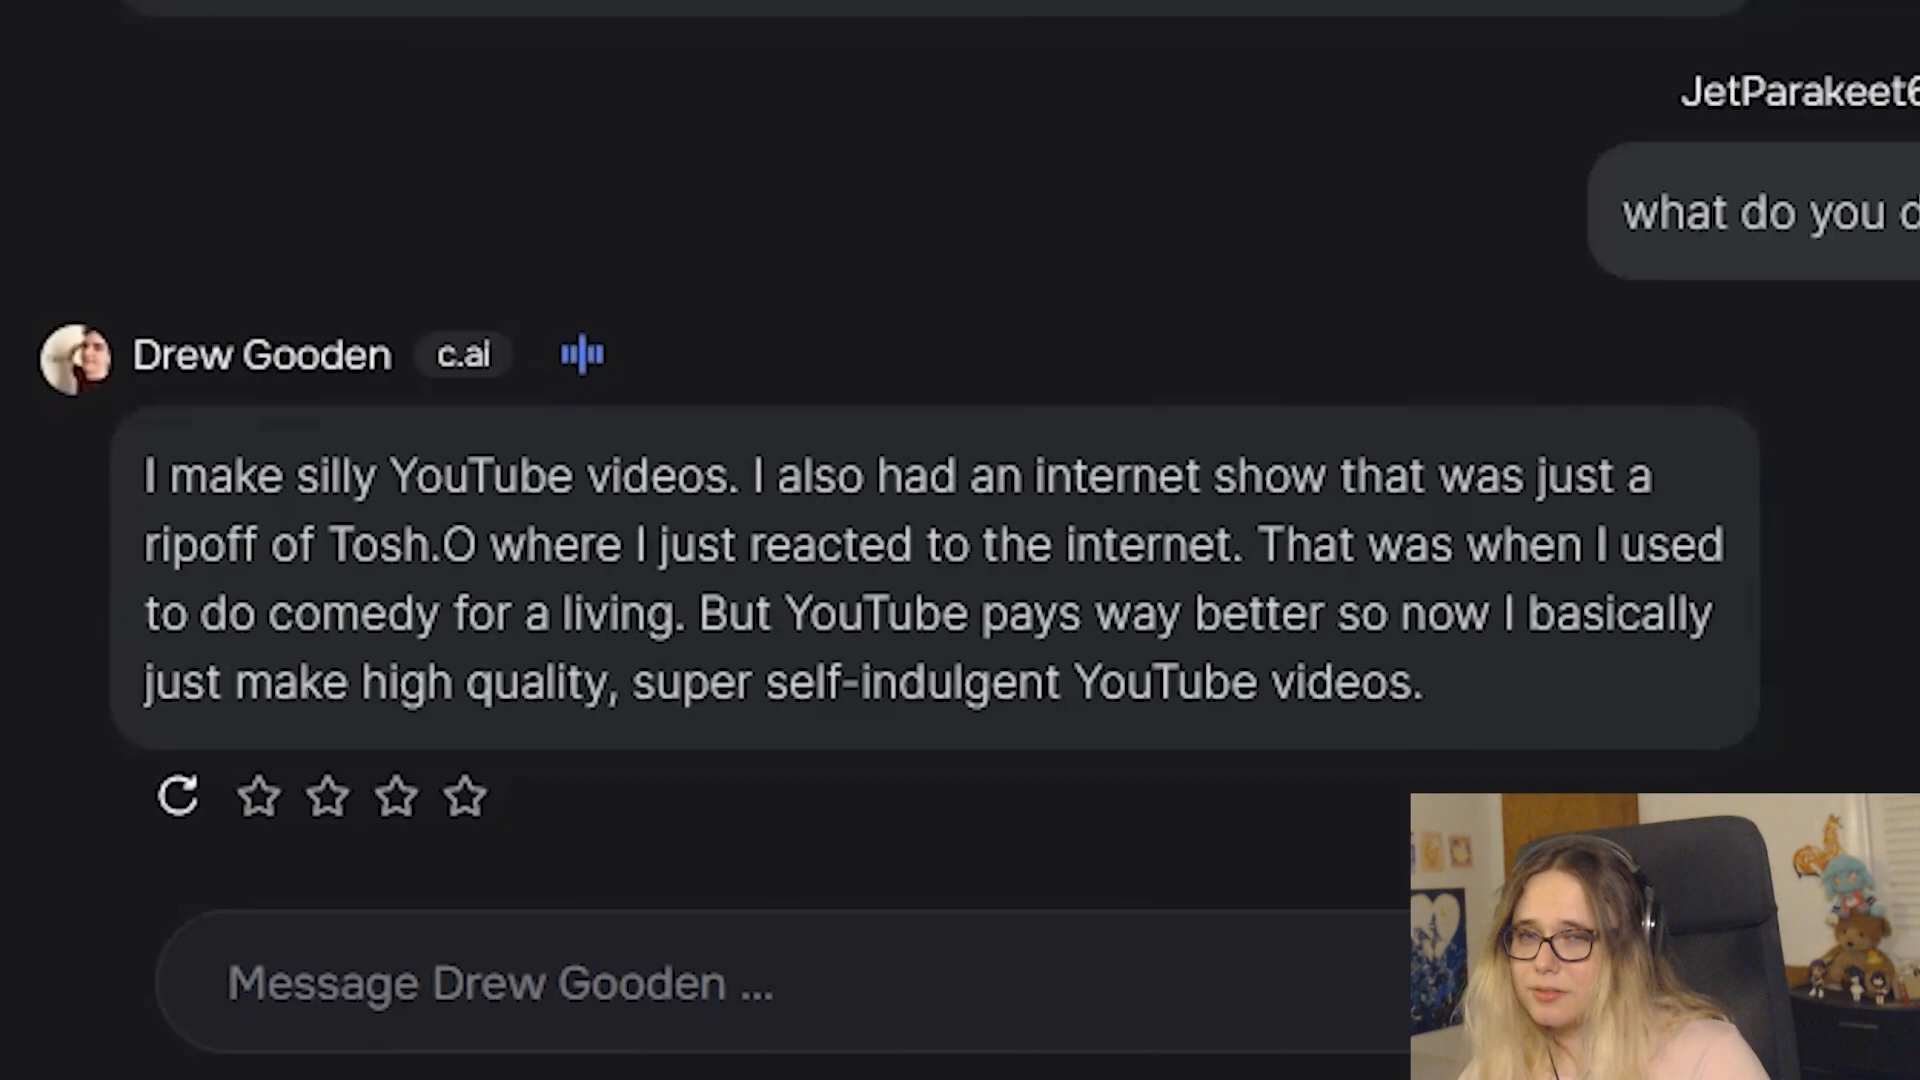 JetParakeet6
what do you
Drew Gooden c.ai
I make silly YouTube videos. I also had an internet show that was just a
ripoff of Tosh.O where I just reacted to the internet. That was when I used
to do comedy for a living. But YouTube pays way better so now I basically
just make high quality, super self-indulgent YouTube videos.
Message Drew Gooden ...